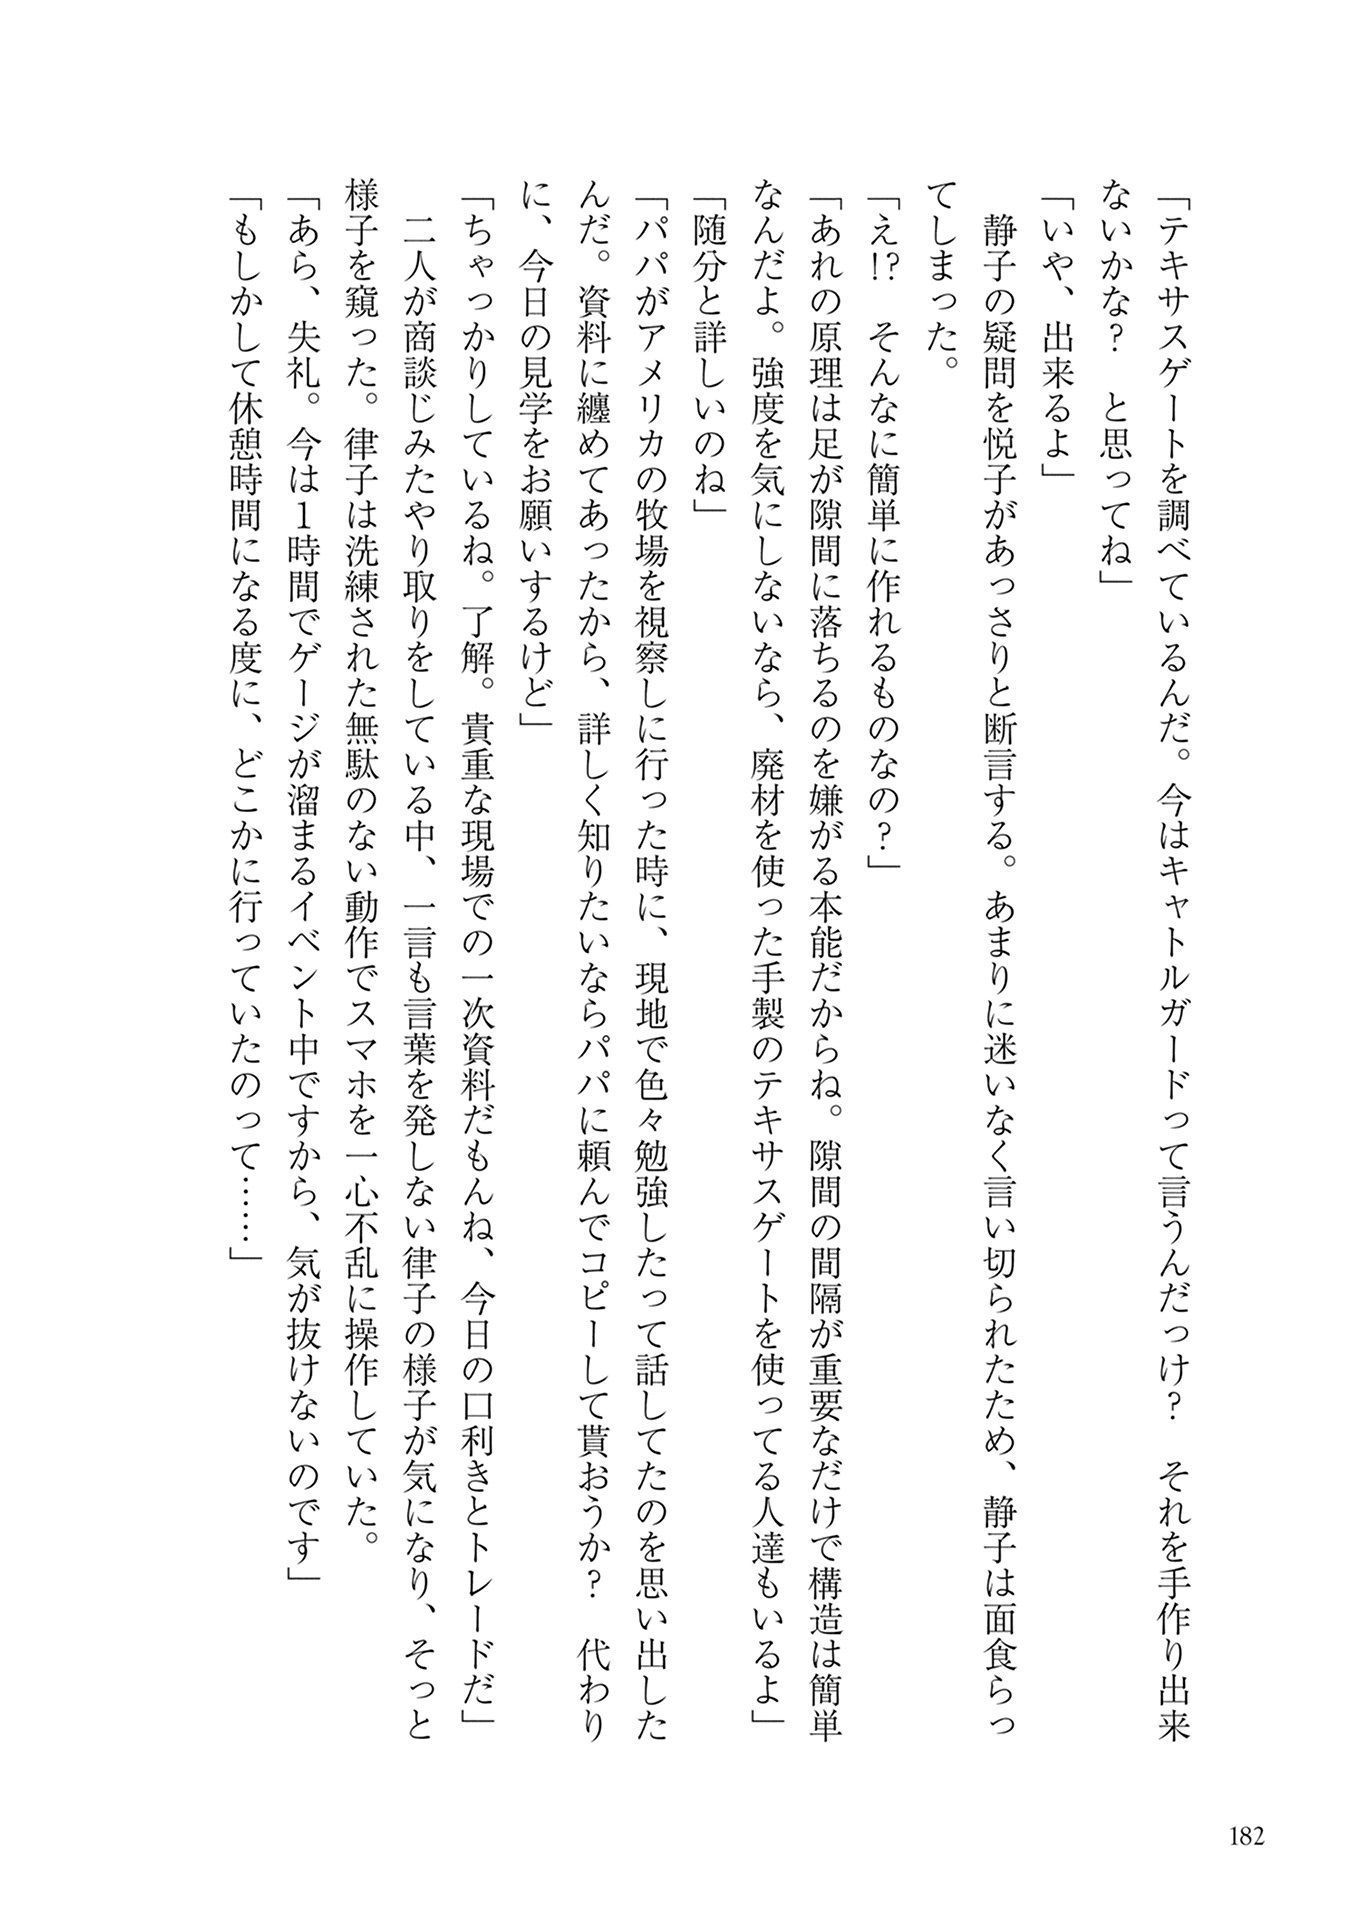 「テキサスゲートを調べているんだ。今はキャトルガードって言うんだっけ？　それを手作り出来
ないかな？　と思ってね」
「いや、出来るよ」
　静子の疑問を悦子があっさりと断言する。あまりに迷いなく言い切られたため、静子は面食らっ
てしまった。
「え!?　そんなに簡単に作れるものなの？」
「あれの原理は足が隙間に落ちるのを嫌がる本能だからね。隙間の間隔が重要なだけで構造は簡単
なんだよ。強度を気にしないなら、廃材を使った手製のテキサスゲートを使ってる人達もいるよ」
「随分と詳しいのね」
「パパがアメリカの牧場を視察しに行った時に、現地で色々勉強したって話してたのを思い出した
んだ。資料に纏めてあったから、詳しく知りたいならパパに頼んでコピーして貰おうか？　代わり
に、今日の見学をお願いするけど」
「ちゃっかりしているね。了解。貴重な現場での一次資料だもんね、今日の口利きとトレードだ」
　二人が商談じみたやり取りをしている中、一言も言葉を発しない律子の様子が気になり、そっと
様子を窺った。律子は洗練された無駄のない動作でスマホを一心不乱に操作していた。
「あら、失礼。今は1時間でゲージが溜まるイベント中ですから、気が抜けないのです」
「もしかして休憩時間になる度に、どこかに行っていたのって……」
182